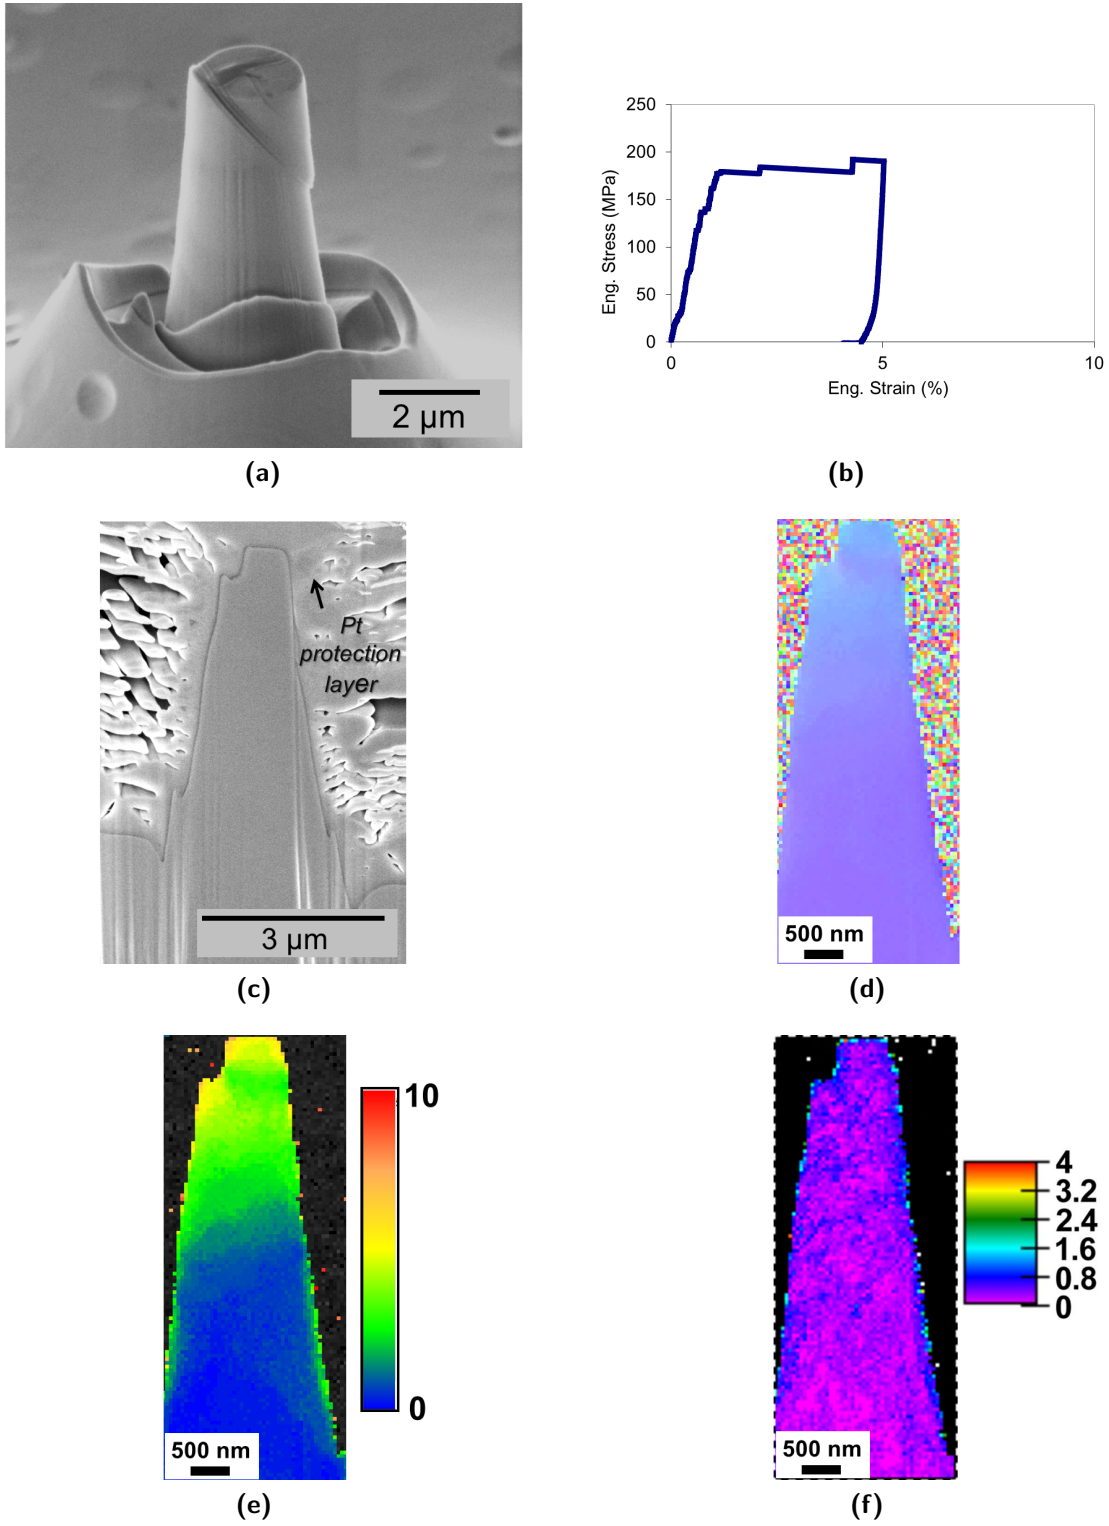 2 µm
(a)
250
200
150
100
50
0
0
5
10
Eng. Stress (MPa)
Eng. Strain (%)
(b)
Pt
protection
layer
3 µm
(c)
500 nm
(d)
10
0
500 nm
(e)
4
3.2
2.4
1.6
0.8
0
500 nm
(f)